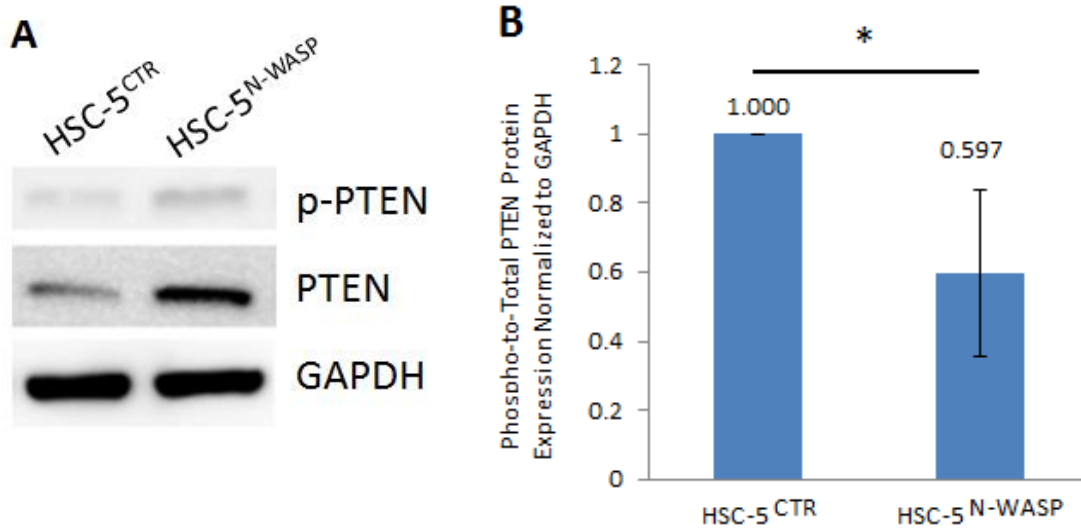 A
HSC-5CTR
HSC-5N-WASP
p-PTEN
PTEN
GAPDH
B
*
Phospho-to-Total PTEN Protein
Expression Normalized to GAPDH
1.2
1
0.8
0.6
0.4
0.2
0
1.000
0.597
HSC-5 CTR
HSC-5 N-WASP